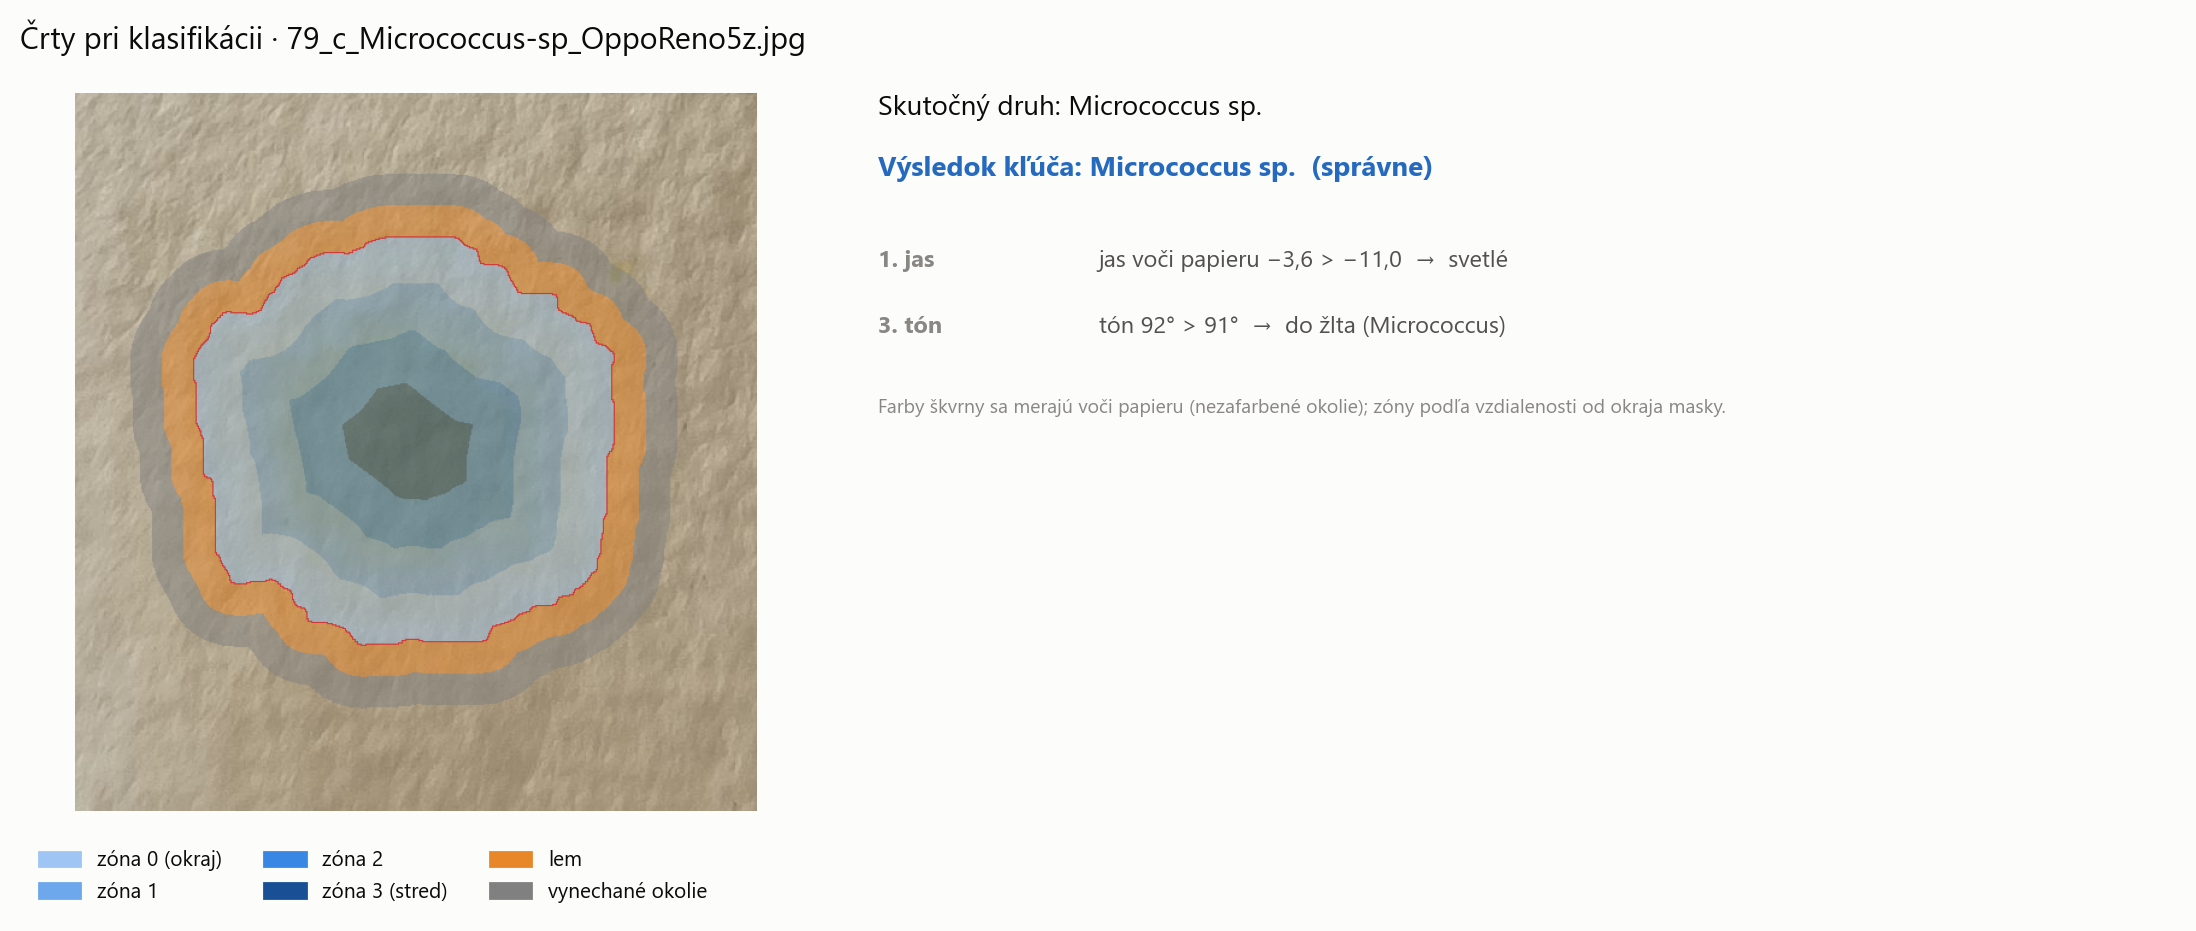 Črty pri klasifikácii · 79_c_Micrococcus-sp_OppoReno5z.jpg
Skutočný druh: Micrococcus sp.
Výsledok kľúča: Micrococcus sp. (správne)
1. jas jas voči papieru −3,6 > −11,0 → svetlé
3. tón tón 92° > 91° → do žlta (Micrococcus)
Farby škvrny sa merajú voči papieru (nezafarbené okolie); zóny podľa vzdialenosti od okraja masky.
zóna 0 (okraj) zóna 2 lem
zóna 1 zóna 3 (stred) vynechané okolie